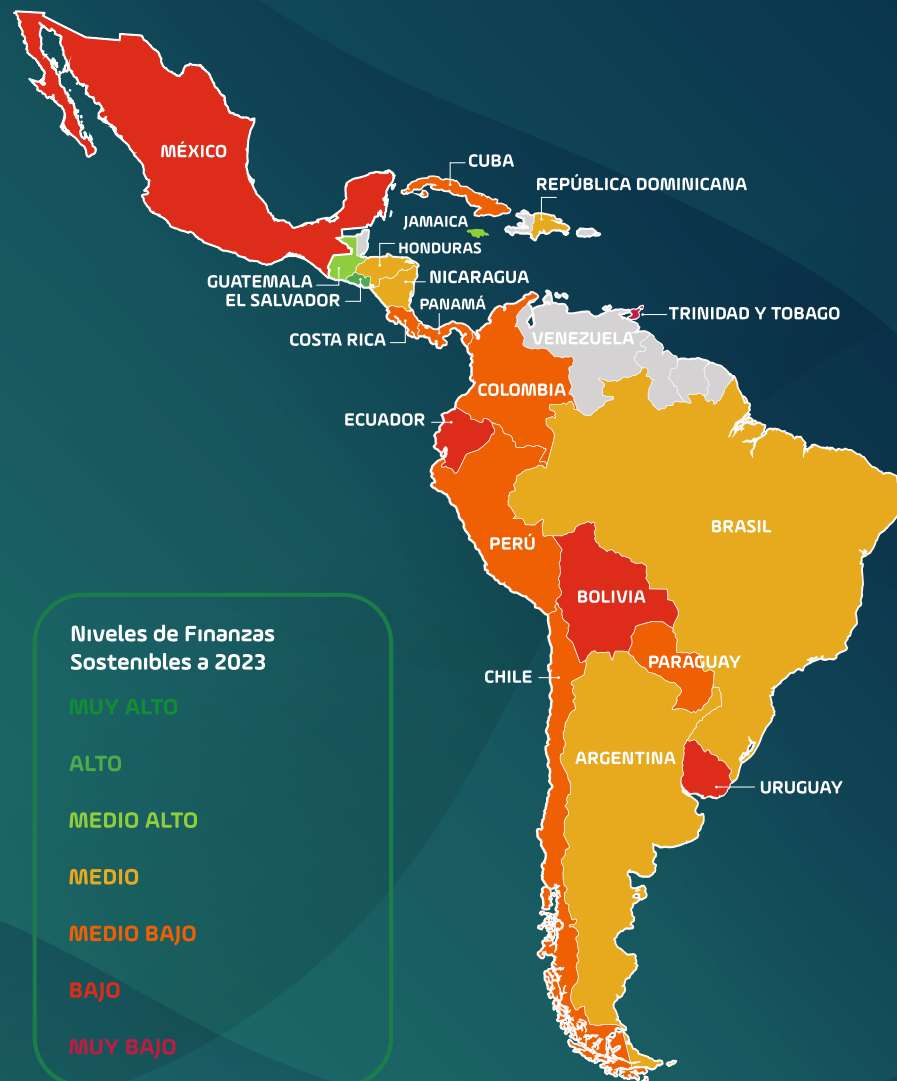 MÉXICO
CUBA
REPÚBLICA DOMINICANA
JAMAICA
HONDURAS
GUATEMALA
NICARAGUA
EL SALVADOR
PANAMÁ
TRINIDAD Y TOBAGO
COSTA RICA
VENEZUELA
COLOMBIA
ECUADOR
BRASIL
PERÚ
BOLIVIA
PARAGUAY
CHILE
ARGENTINA
URUGUAY
Niveles de Finanzas
Sostenibles a 2023
MUY ALTO
ALTO
MEDIO ALTO
MEDIO
MEDIO BAJO
BAJO
MUY BAJO